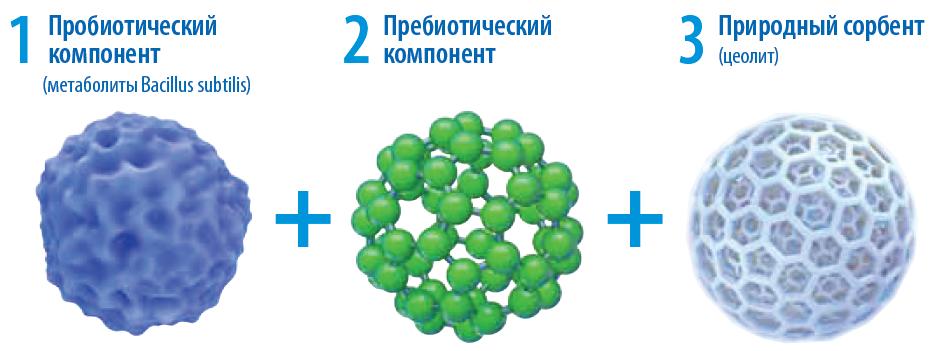 1 Пробиотический
компонент
(метаболиты Bacillus subtilis)
2 Пребиотический
компонент
3 Природный сорбент
(цеолит)
+
+